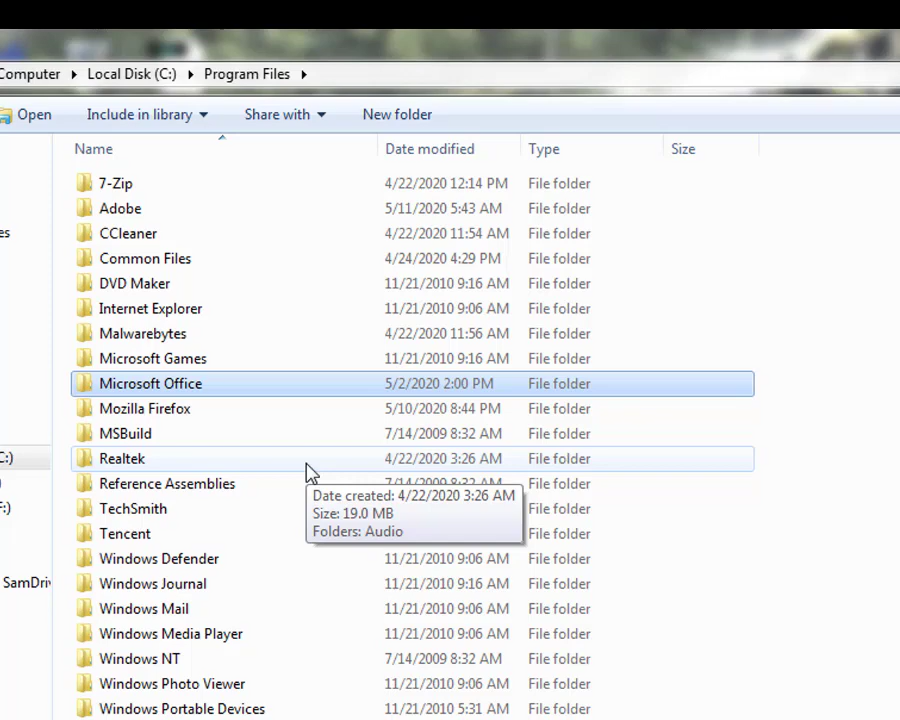 Computer ▸ Local Disk (C:) ▸ Program Files ▸
Open Include in library Share with New folder
Name Date modified Type Size
7-Zip 4/22/2020 12:14 PM File folder
Adobe 5/11/2020 5:43 AM File folder
es
CCleaner 4/22/2020 11:54 AM File folder
Common Files 4/24/2020 4:29 PM File folder
DVD Maker 11/21/2010 9:16 AM File folder
Internet Explorer 11/21/2010 9:06 AM File folder
Malwarebytes 4/22/2020 11:56 AM File folder
Microsoft Games 11/21/2010 9:16 AM File folder
Microsoft Office 5/2/2020 2:00 PM File folder
Mozilla Firefox 5/10/2020 8:44 PM File folder
MSBuild 7/14/2009 8:32 AM File folder
C:) Realtek 4/22/2020 3:26 AM File folder
Reference Assemblies 7/14/2009 8:32 AM File folder
Date created: 4/22/2020 3:26 AM
Size: 19.0 MB
Folders: Audio
TechSmith File folder
F:)
Tencent File folder
Windows Defender 11/21/2010 9:06 AM File folder
SamDri
Windows Journal 11/21/2010 9:16 AM File folder
Windows Mail 11/21/2010 9:06 AM File folder
Windows Media Player 11/21/2010 9:06 AM File folder
Windows NT 7/14/2009 8:32 AM File folder
Windows Photo Viewer 11/21/2010 9:06 AM File folder
Windows Portable Devices 11/21/2010 5:31 AM File folder